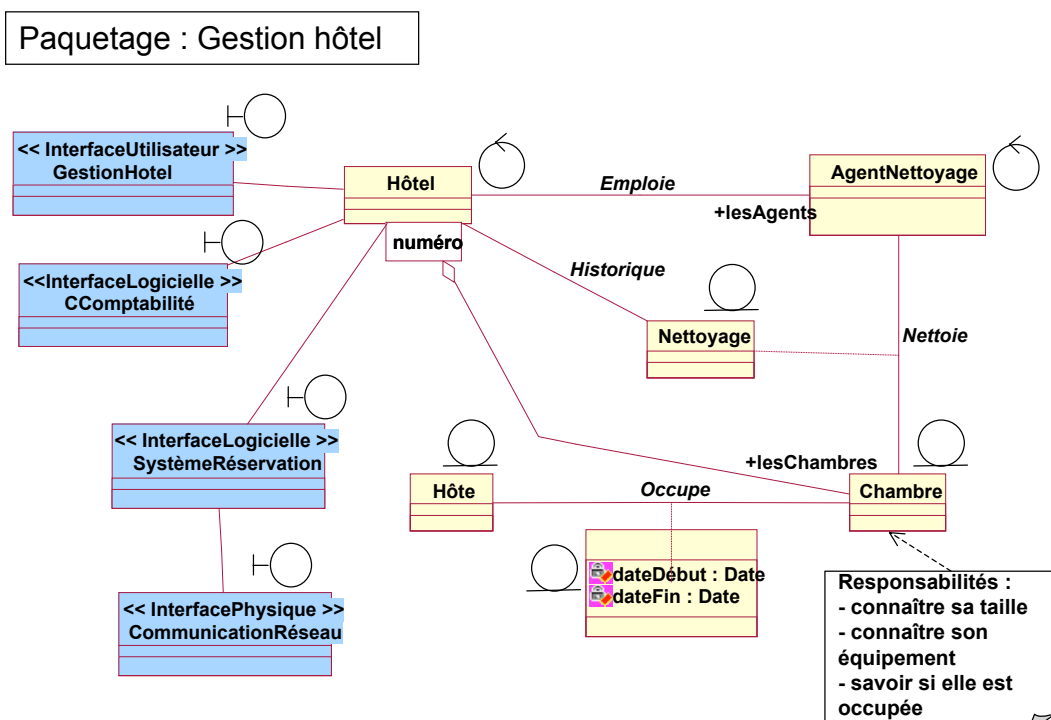 Paquetage : Gestion hôtel
<< InterfaceUtilisateur >>
GestionHotel
Hôtel
numéro
Emploie
+lesAgents
AgentNettoyage
<<InterfaceLogicielle >>
CComptabilité
Historique
Nettoyage
Nettoie
<< InterfaceLogicielle >>
SystèmeRéservation
+lesChambres
Hôte
Occupe
Chambre
dateDébut : Date
dateFin : Date
<< InterfacePhysique >>
CommunicationRéseau
Responsabilités :
- connaître sa taille
- connaître son
équipement
- savoir si elle est
occupée